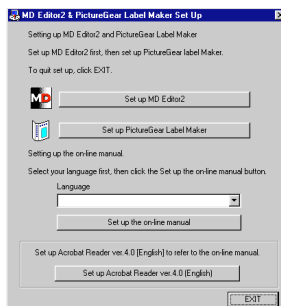 MD Editor2 & PictureGear Label Maker Set Up
Setting up MD Editor2 and PictureGear Label Maker
Set up MD Editor2 first, then set up PictureGear label Maker.
To quit set up, click EXIT.
MD
Set up MD Editor2
Set up PictureGear Label Maker
Setting up the on-line manual.
Select your language first, then click the Set up the on-line manual button.
Language
Set up the on-line manual
Set up Acrobat Reader ver.4.0 [English] to refer to the on-line manual.
Set up Acrobat Reader ver.4.0 (English)
EXIT